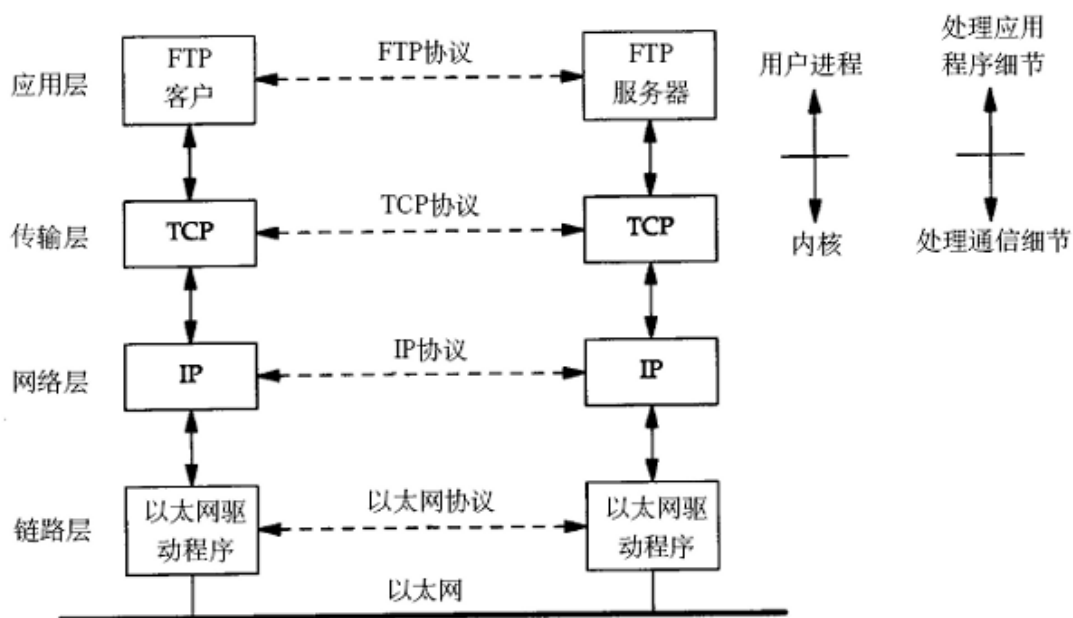 处理应用
程序细节
用户进程
FTP
客户
FTP协议
FTP
服务器
应用层
TCP协议
传输层
TCP
TCP
内核
处理通信细节
IP协议
网络层
IP
IP
以太网协议
链路层
以太网驱
动程序
以太网驱
动程序
以太网